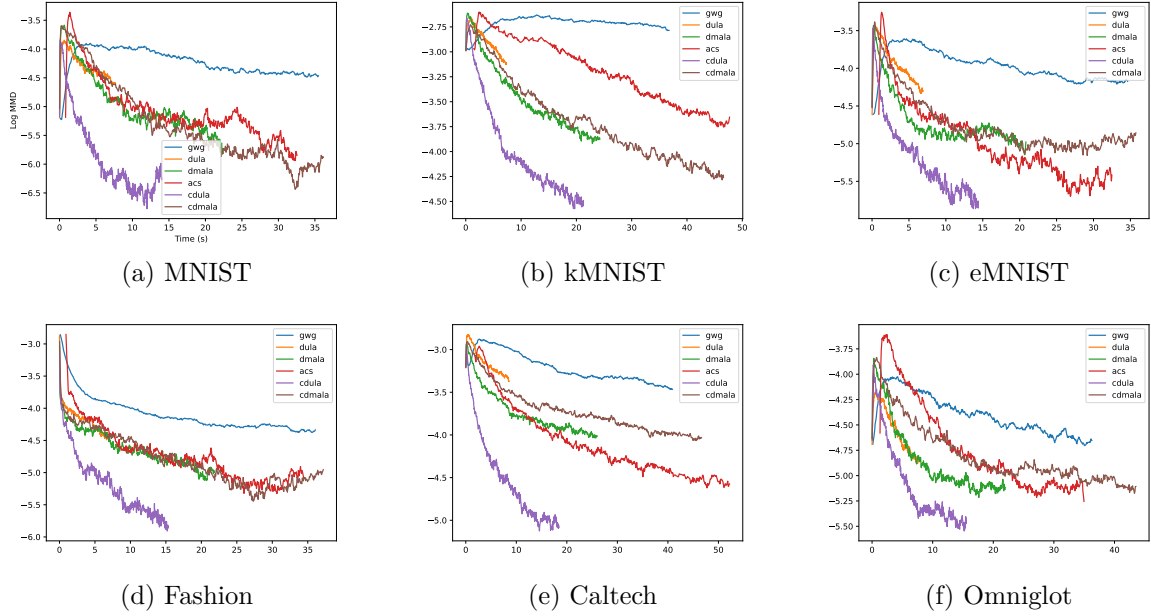 −3.5
−4.0
−4.5
−5.0
−5.5
−6.0
−6.5
Log MMD
0 5 10 15 20 25 30 35
Time (s)
gwg
dula
dmala
acs
cdula
cdmala
(a) MNIST
−2.50
−2.75
−3.00
−3.25
−3.50
−3.75
−4.00
−4.25
−4.50
0 10 20 30 40 50
gwg
dula
dmala
acs
cdula
cdmala
(b) kMNIST
−3.5
−4.0
−4.5
−5.0
−5.5
0 5 10 15 20 25 30 35
gwg
dula
dmala
acs
cdula
cdmala
(c) eMNIST
−3.0
−3.5
−4.0
−4.5
−5.0
−5.5
−6.0
0 5 10 15 20 25 30 35
gwg
dula
dmala
acs
cdula
cdmala
(d) Fashion
−3.0
−3.5
−4.0
−4.5
−5.0
0 10 20 30 40 50
gwg
dula
dmala
acs
cdula
cdmala
(e) Caltech
−3.50
−3.75
−4.00
−4.25
−4.50
−4.75
−5.00
−5.25
−5.50
0 10 20 30 40
gwg
dula
dmala
acs
cdula
cdmala
(f) Omniglot